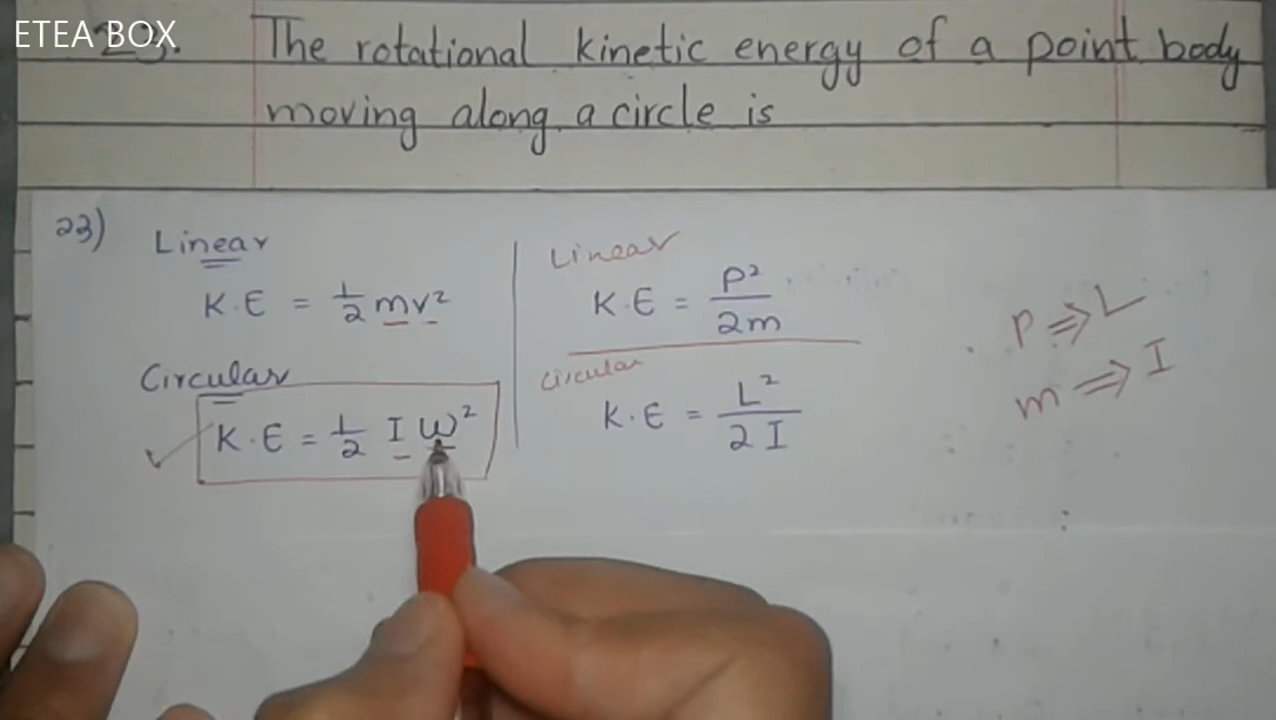 ETEA BOX
23. The rotational kinetic energy of a point body
moving along a circle is
23) Linear
K.E = 1/2 mv²
Circular
K.E = 1/2 I ω²
Linear
K.E = P²/2m
Circular
K.E = L²/2I
P ⇒ L
m ⇒ I